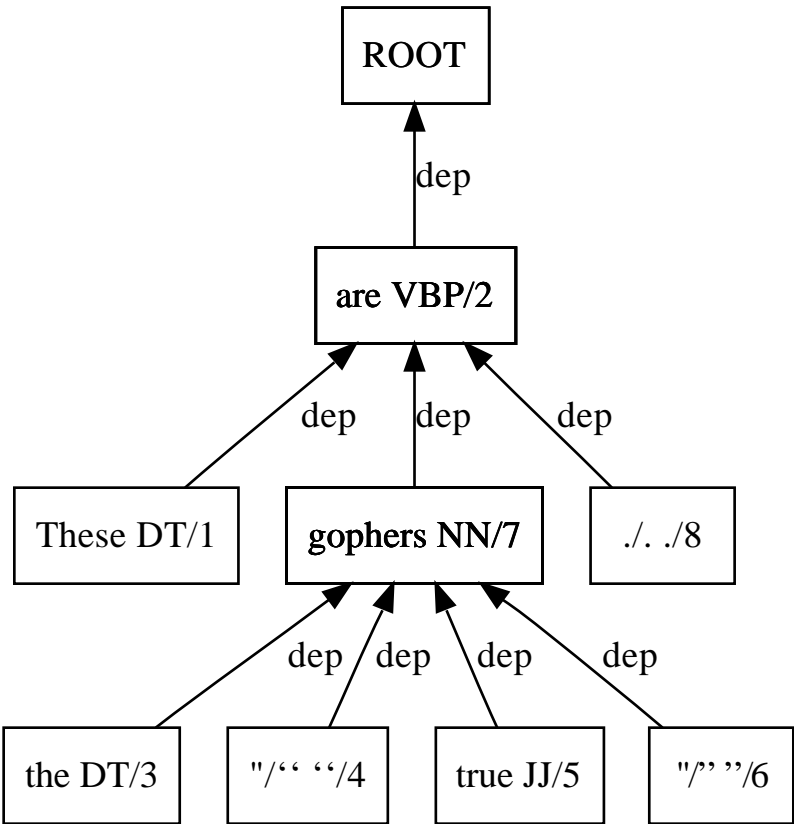 ROOT
dep
are VBP/2
dep dep dep
These DT/1 gophers NN/7 ./. ./8
dep dep dep dep
the DT/3 "/‘‘ ‘‘/4 true JJ/5 "/’’ ’’/6